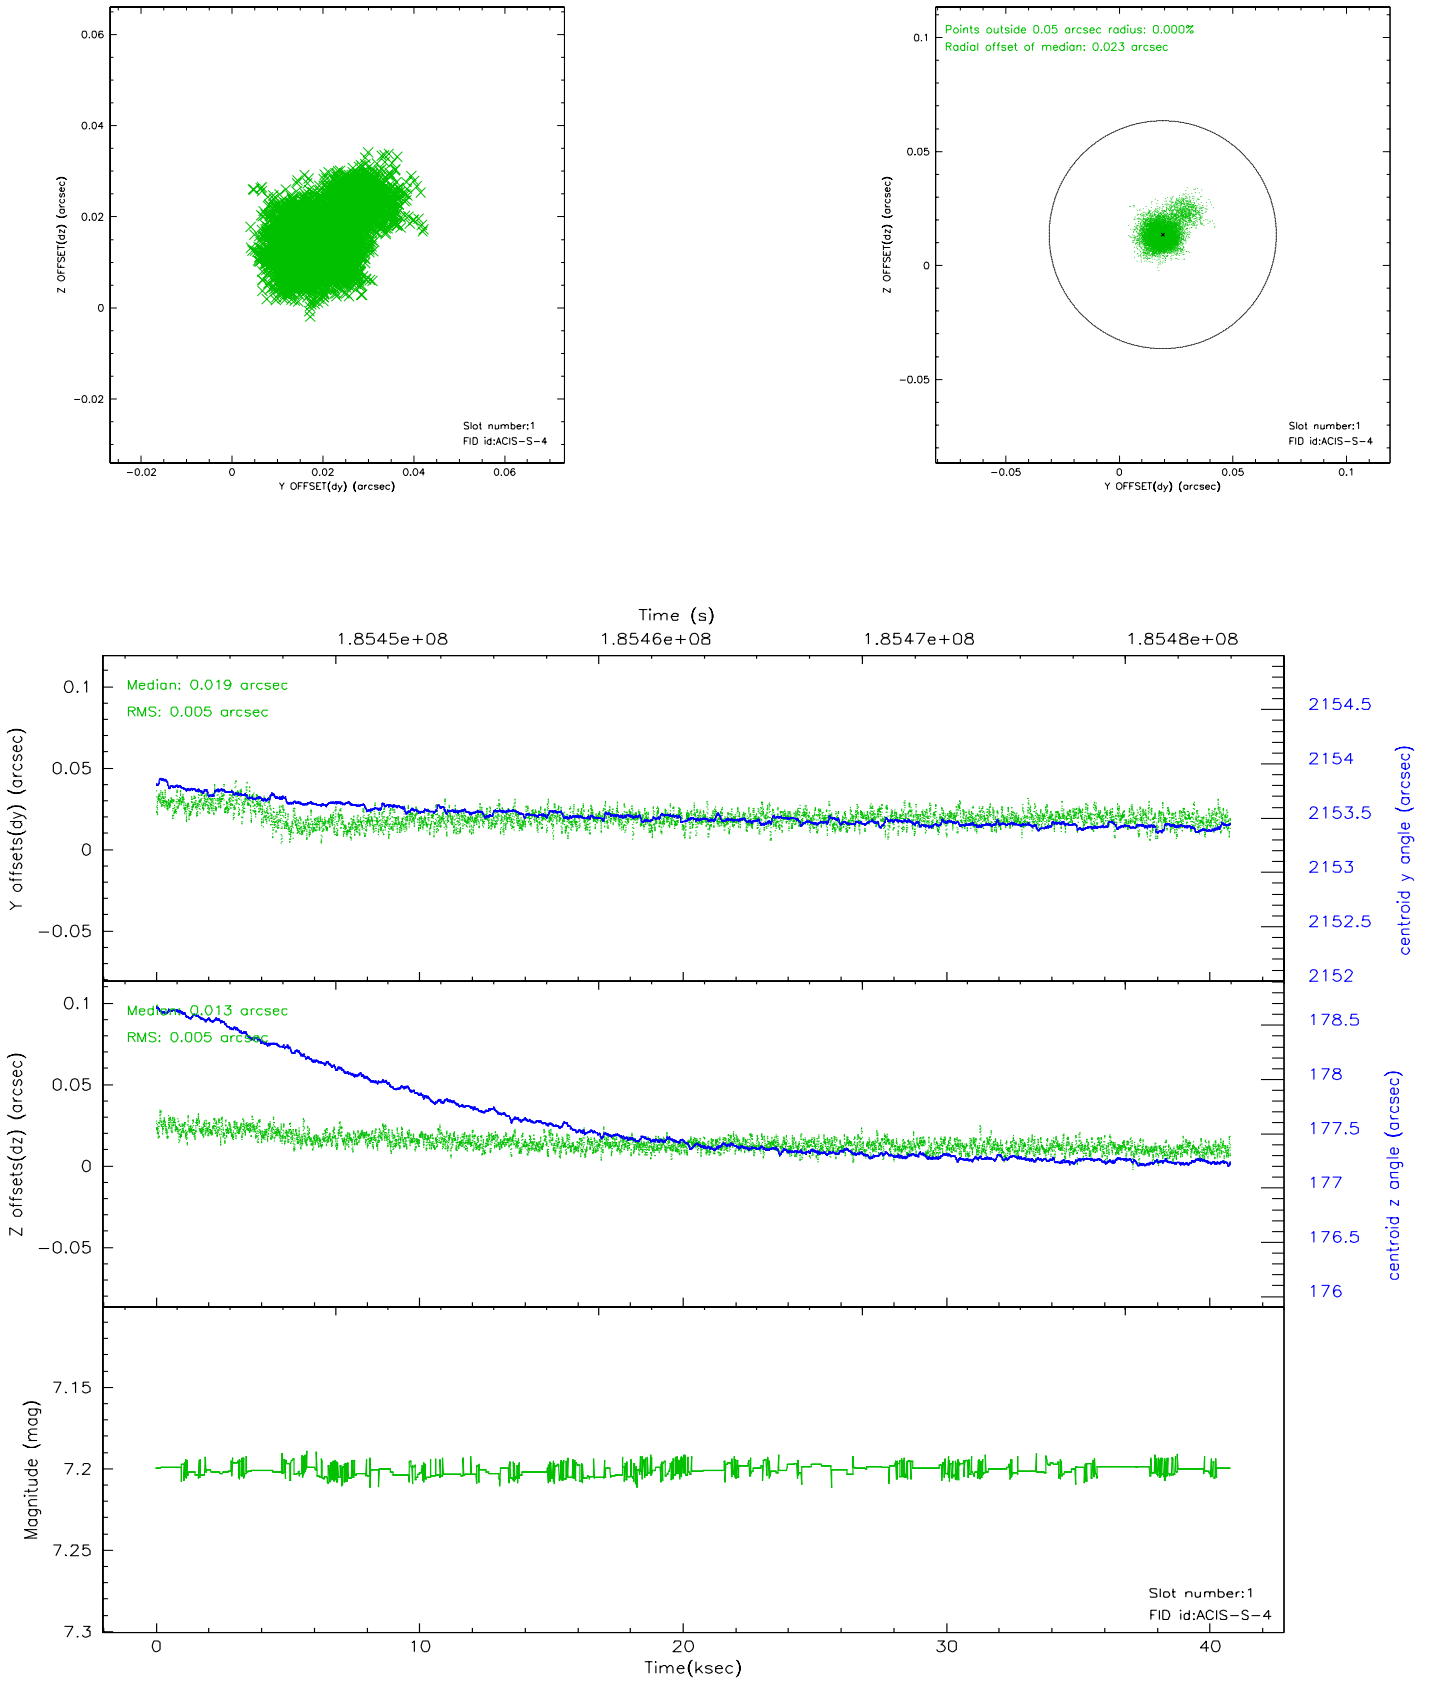 0.06
0.04
0.02
0
−0.02
Z OFFSET(dz) (arcsec)
Slot number:1
FID id:ACIS−S−4
−0.02 0 0.02 0.04 0.06
Y OFFSET(dy) (arcsec)
Points outside 0.05 arcsec radius: 0.000%
Radial offset of median: 0.023 arcsec
0.1
0.05
0
−0.05
Z OFFSET(dz) (arcsec)
Slot number:1
FID id:ACIS−S−4
−0.05 0 0.05 0.1
Y OFFSET(dy) (arcsec)
Time (s)
1.8545e+08 1.8546e+08 1.8547e+08 1.8548e+08
Median: 0.019 arcsec
RMS: 0.005 arcsec
0.1
0.05
0
−0.05
Y offsets(dy) (arcsec)
2154.5
2154
2153.5
2153
2152.5
2152
centroid y angle (arcsec)
Median: 0.013 arcsec
RMS: 0.005 arcsec
0.1
0.05
0
−0.05
Z offsets(dz) (arcsec)
178.5
178
177.5
177
176.5
176
centroid z angle (arcsec)
7.15
7.2
7.25
7.3
Magnitude (mag)
Slot number:1
FID id:ACIS−S−4
0 10 20 30 40
Time(ksec)